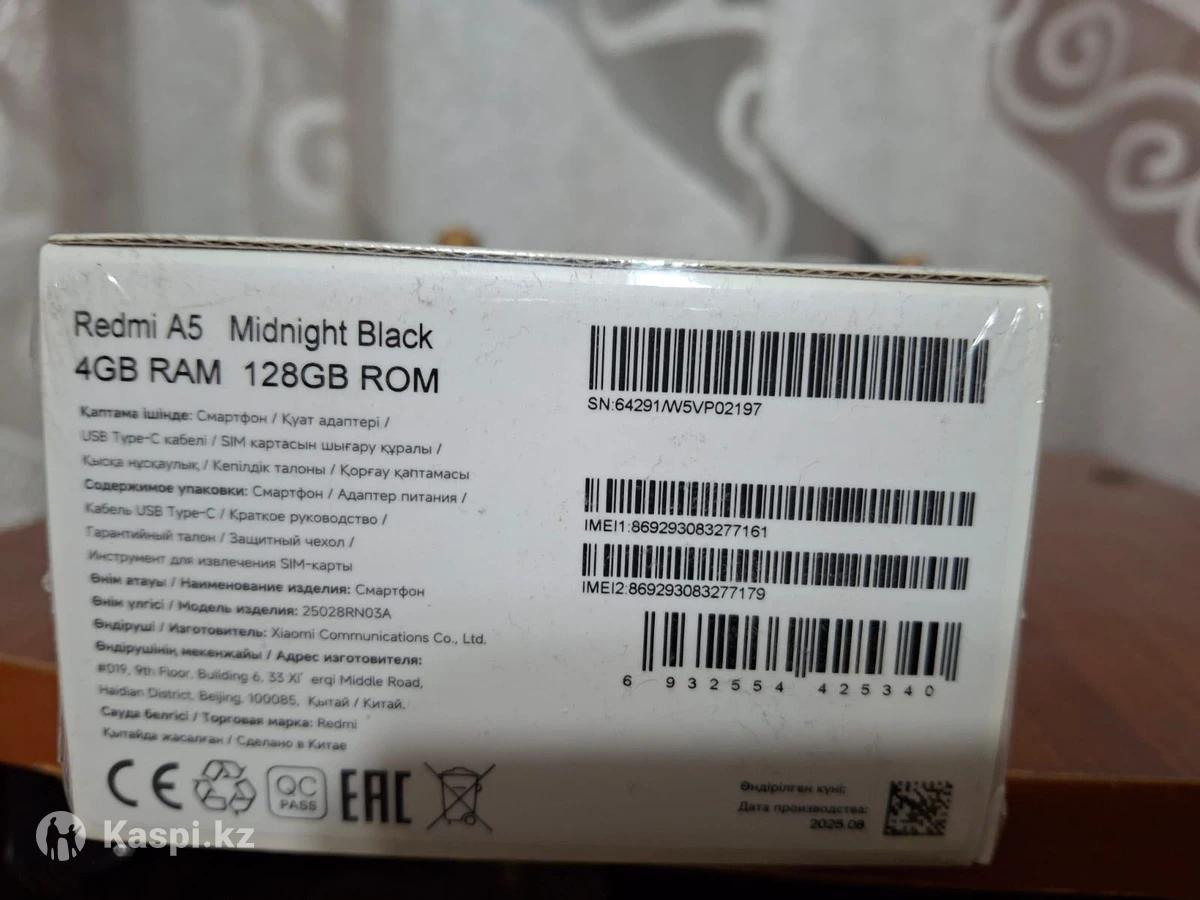 Redmi A5 Midnight Black
4GB RAM 128GB ROM
Қаптама ішінде: Смартфон / Қуат адаптері /
USB Type-C кабелі / SIM картасын шығару құралы /
Қысқа нұсқаулық / Кепілдік талоны / Қорғау қаптамасы
Содержимое упаковки: Смартфон / Адаптер питания /
Кабель USB Type-C / Краткое руководство /
Гарантийный талон / Защитный чехол /
Инструмент для извлечения SIM-карты
Өнім атауы / Наименование изделия: Смартфон
Өнім үлгісі / Модель изделия: 25028RN03A
Өндіруші / Изготовитель: Xiaomi Communications Co., Ltd.
Өндірушінің мекенжайы / Адрес изготовителя:
#019, 9th Floor, Building 6, 33 Xi'erqi Middle Road,
Haidian District, Beijing, 100085, Қытай / Китай.
Сауда белгісі / Торговая марка: Redmi
Қытайда жасалған / Сделано в Китае
CE QC PASS EAC
SN:64291/W5VP02197
IMEI1:869293083277161
IMEI2:869293083277179
6 932554 425340
Өндірілген күні:
Дата производства:
2025.08
Kaspi.kz